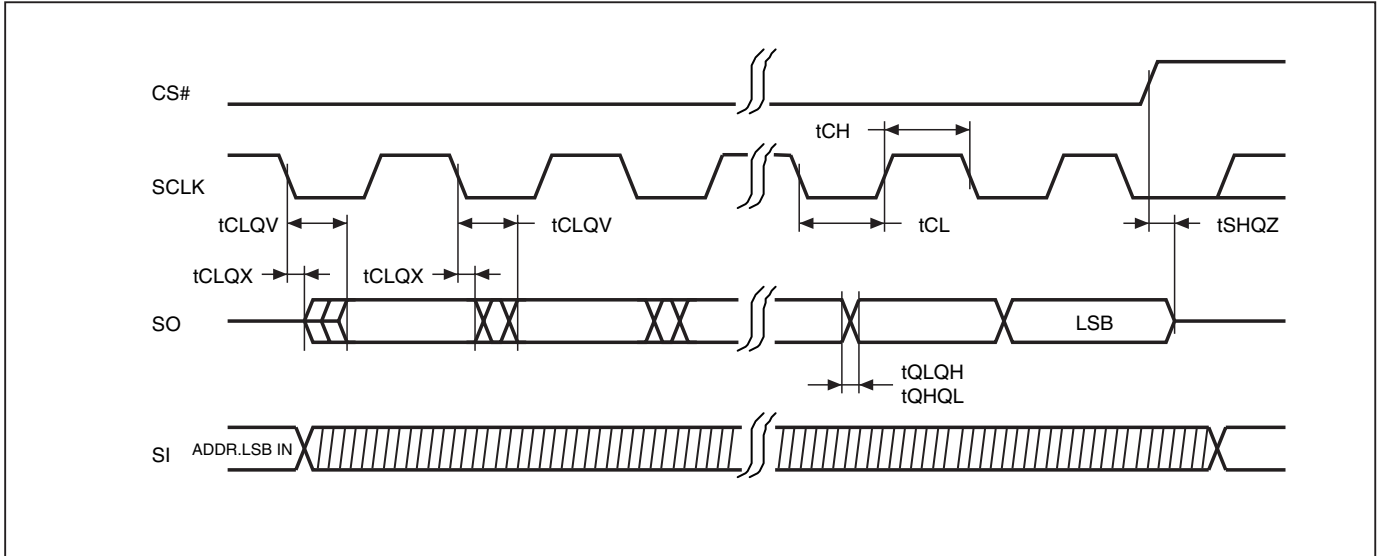 CS#
tCH
SCLK
tCLQV
tCLQV
tCL
tSHQZ
tCLQX
tCLQX
SO
LSB
tQLQH
tQHQL
SI
ADDR.LSB IN